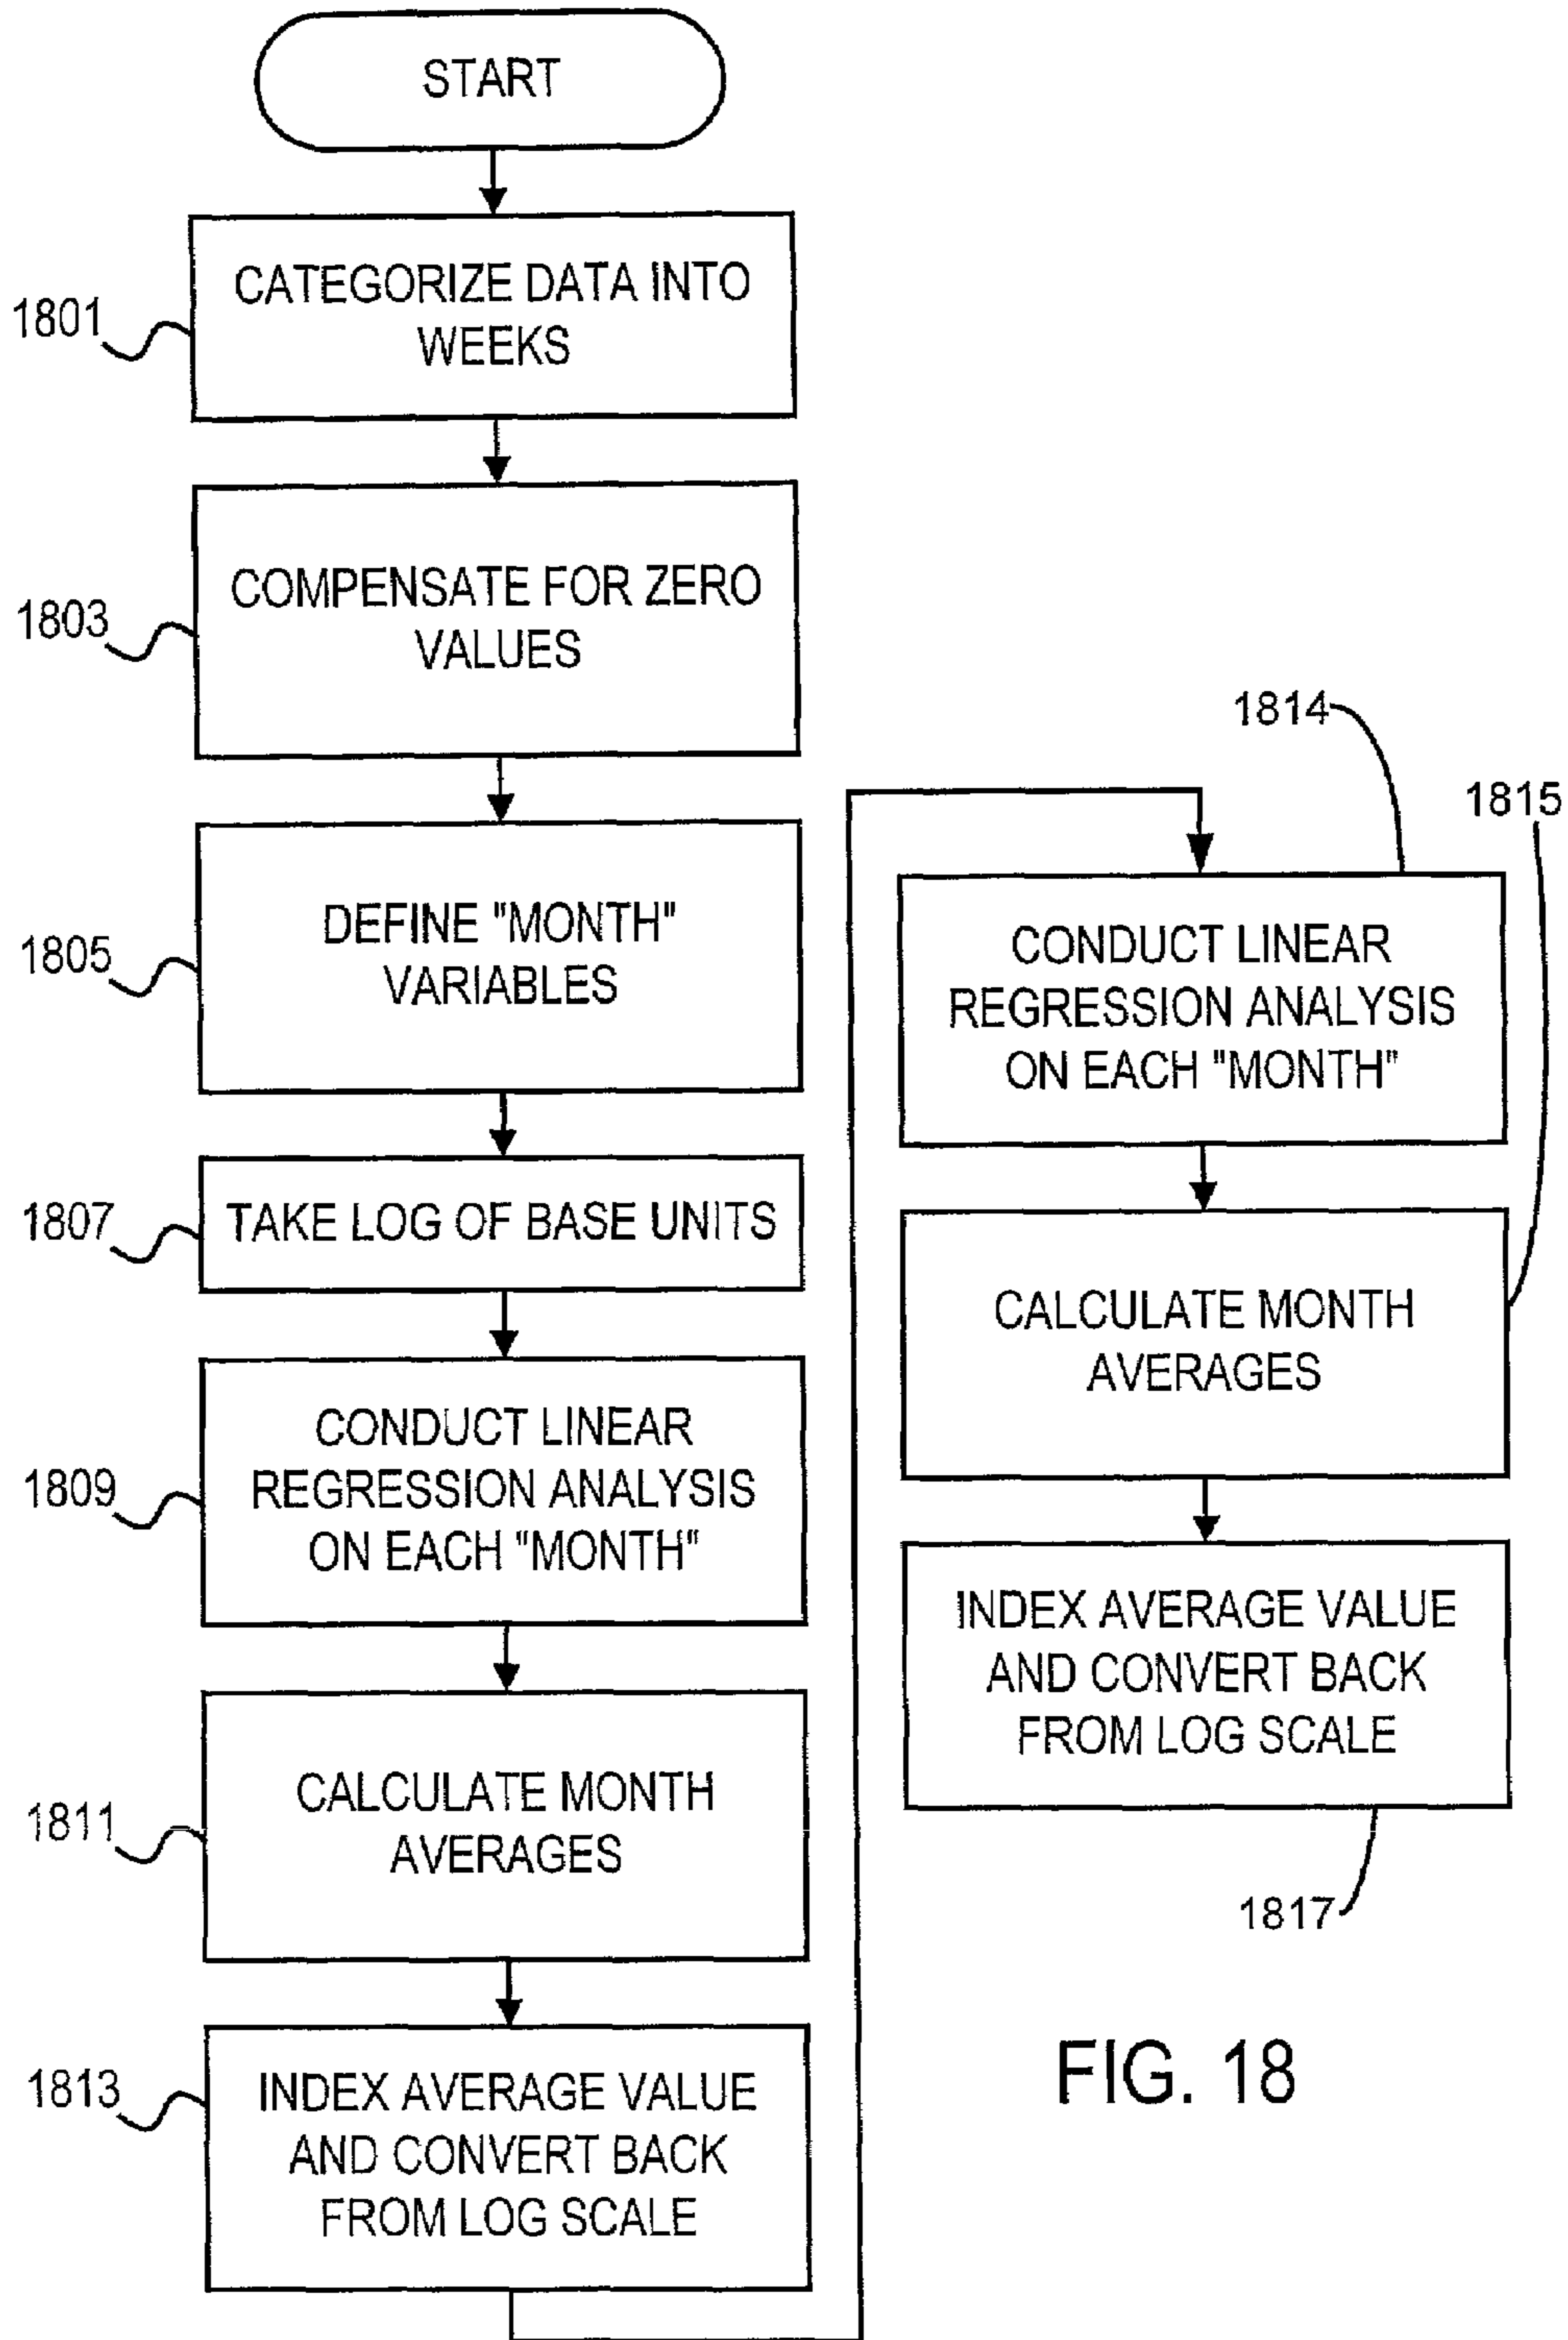 START
1801
CATEGORIZE DATA INTO
WEEKS
1803
COMPENSATE FOR ZERO
VALUES
1805
DEFINE "MONTH"
VARIABLES
1807
TAKE LOG OF BASE UNITS
1809
CONDUCT LINEAR
REGRESSION ANALYSIS
ON EACH "MONTH"
1811
CALCULATE MONTH
AVERAGES
1813
INDEX AVERAGE VALUE
AND CONVERT BACK
FROM LOG SCALE
1814
CONDUCT LINEAR
REGRESSION ANALYSIS
ON EACH "MONTH"
1815
CALCULATE MONTH
AVERAGES
INDEX AVERAGE VALUE
AND CONVERT BACK
FROM LOG SCALE
1817
FIG. 18